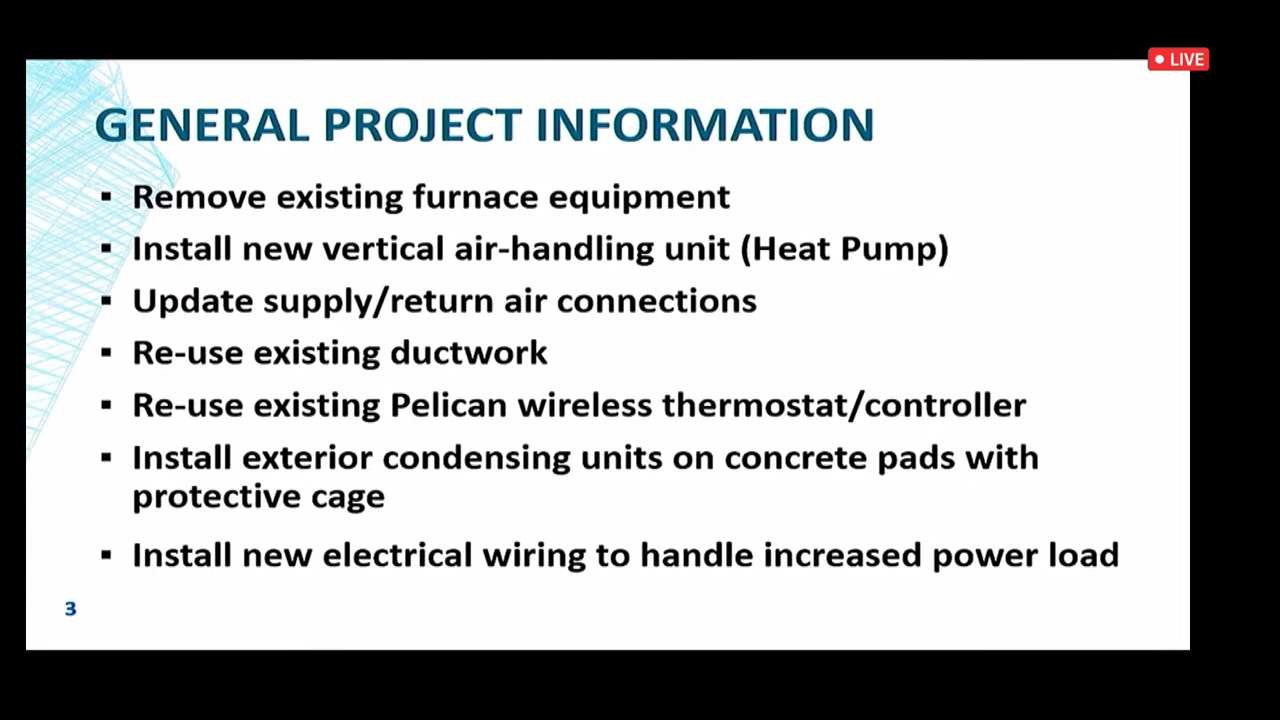 LIVE
GENERAL PROJECT INFORMATION
▪ Remove existing furnace equipment
▪ Install new vertical air-handling unit (Heat Pump)
▪ Update supply/return air connections
▪ Re-use existing ductwork
▪ Re-use existing Pelican wireless thermostat/controller
▪ Install exterior condensing units on concrete pads with
protective cage
▪ Install new electrical wiring to handle increased power load
3